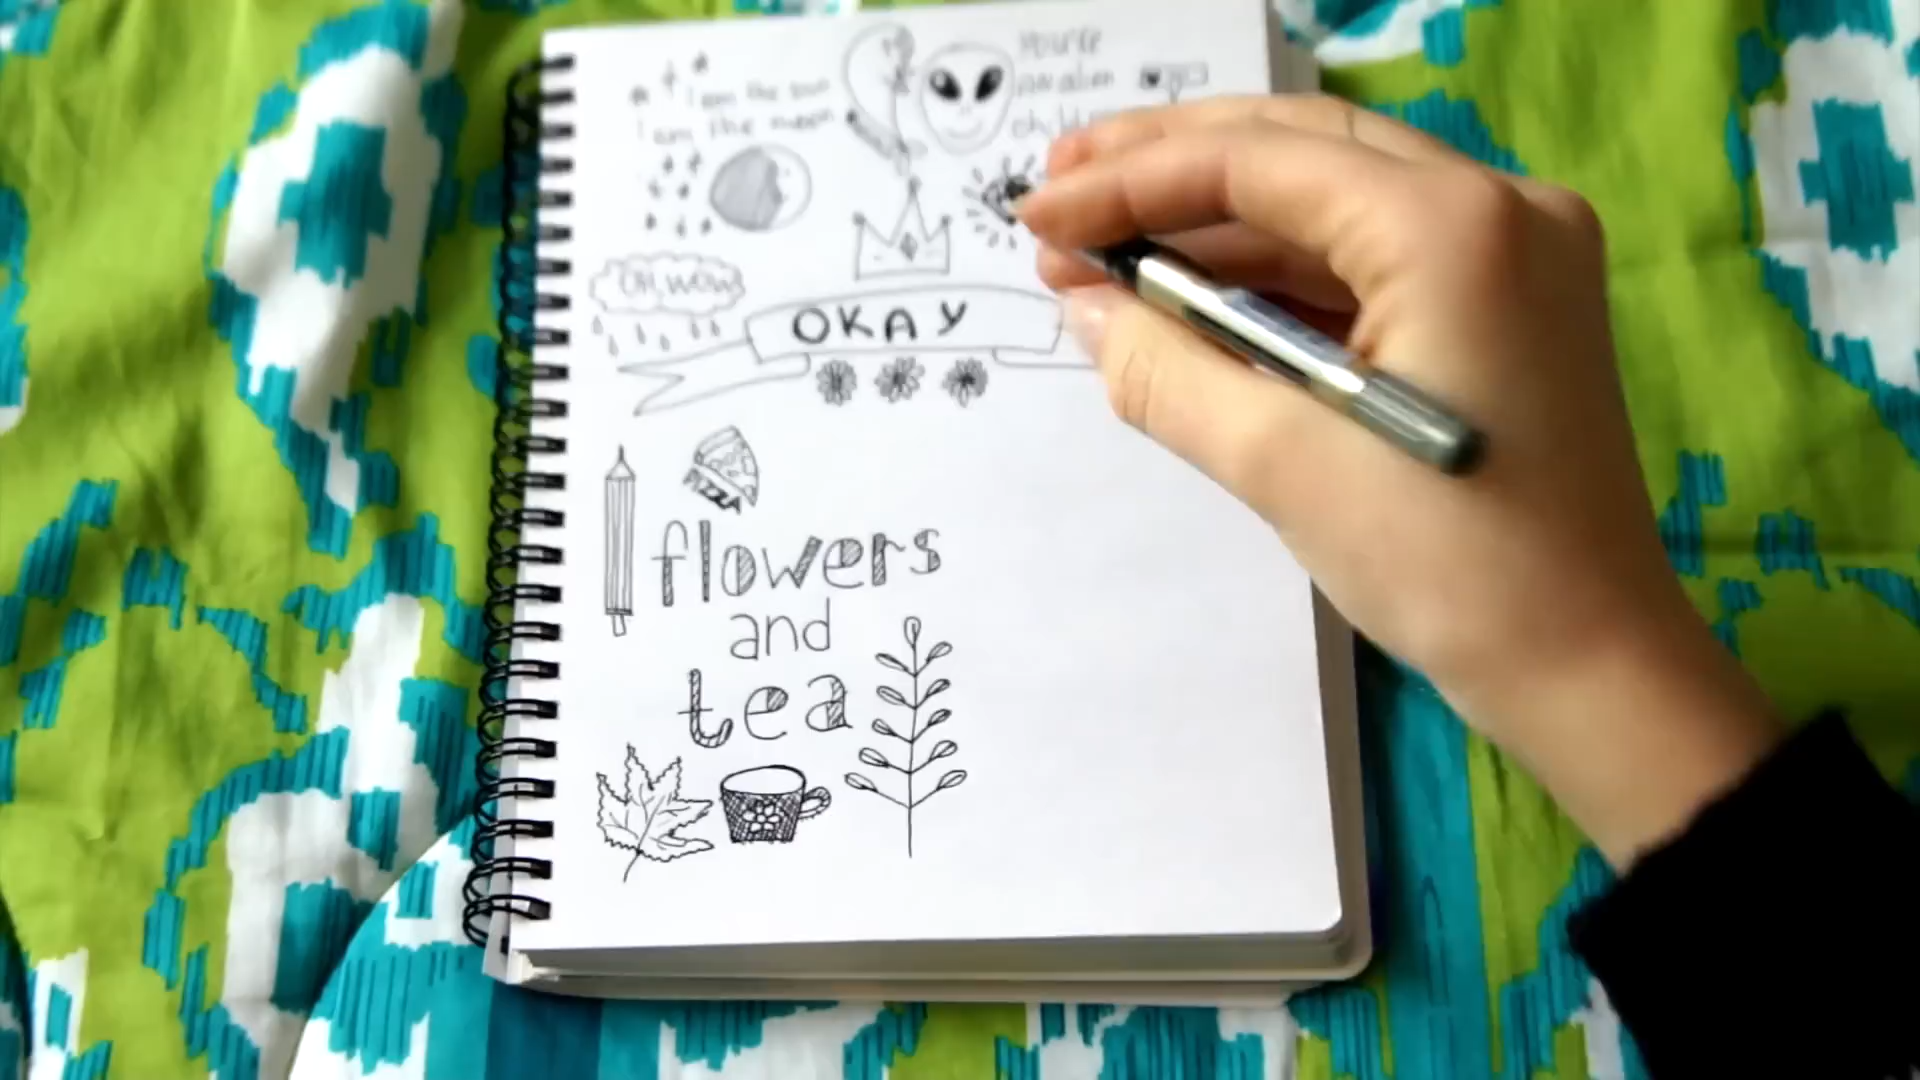 You're
an alien
I am the sun
I am the moon
OH, WOW
OKAY
PIZZA
flowers
and
tea